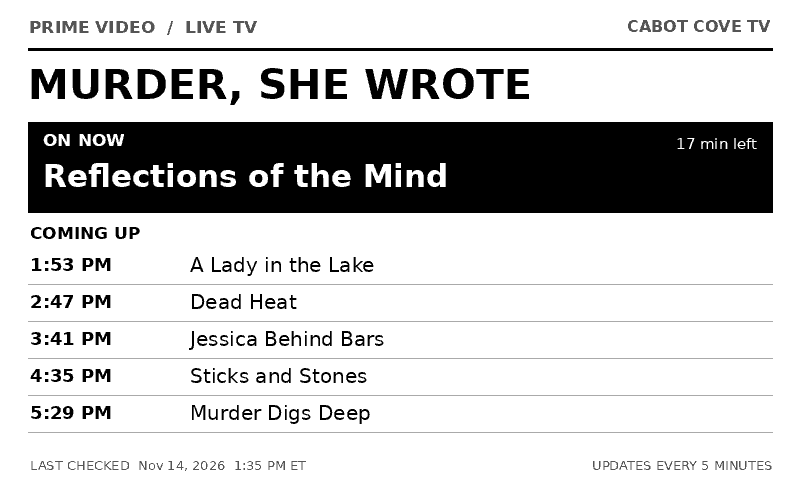 PRIME VIDEO / LIVE TV
CABOT COVE TV
MURDER, SHE WROTE
ON NOW
17 min left
Reflections of the Mind
COMING UP
1:53 PM A Lady in the Lake
2:47 PM Dead Heat
3:41 PM Jessica Behind Bars
4:35 PM Sticks and Stones
5:29 PM Murder Digs Deep
LAST CHECKED Nov 14, 2026 1:35 PM ET
UPDATES EVERY 5 MINUTES